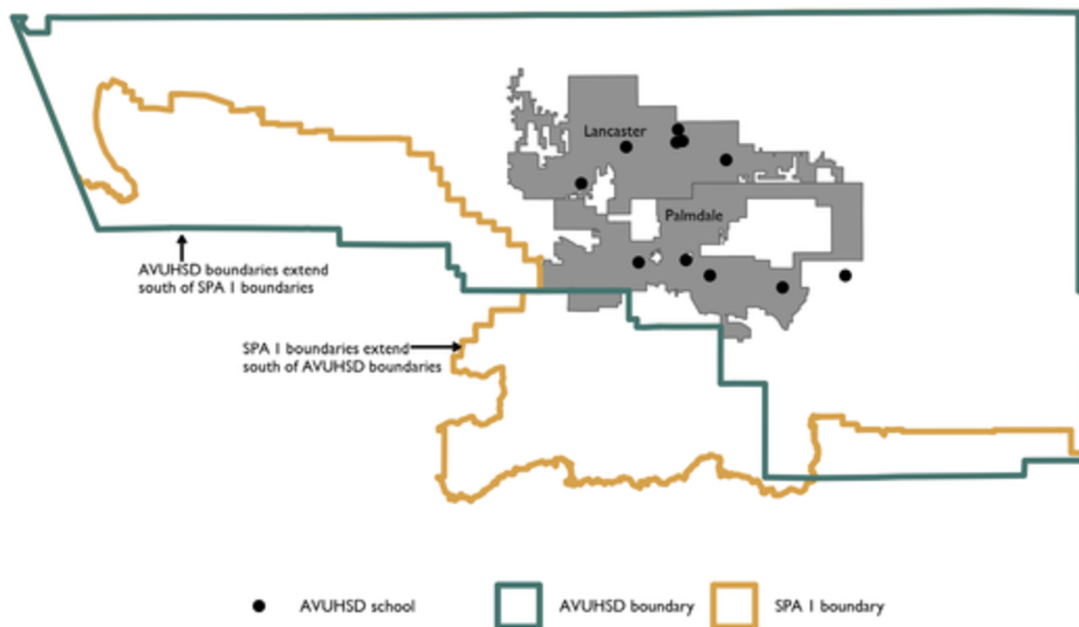 Lancaster
Palmdale
AVUHSD boundaries extend
south of SPA 1 boundaries
SPA 1 boundaries extend
south of AVUHSD boundaries
AVUHSD school
AVUHSD boundary
SPA 1 boundary